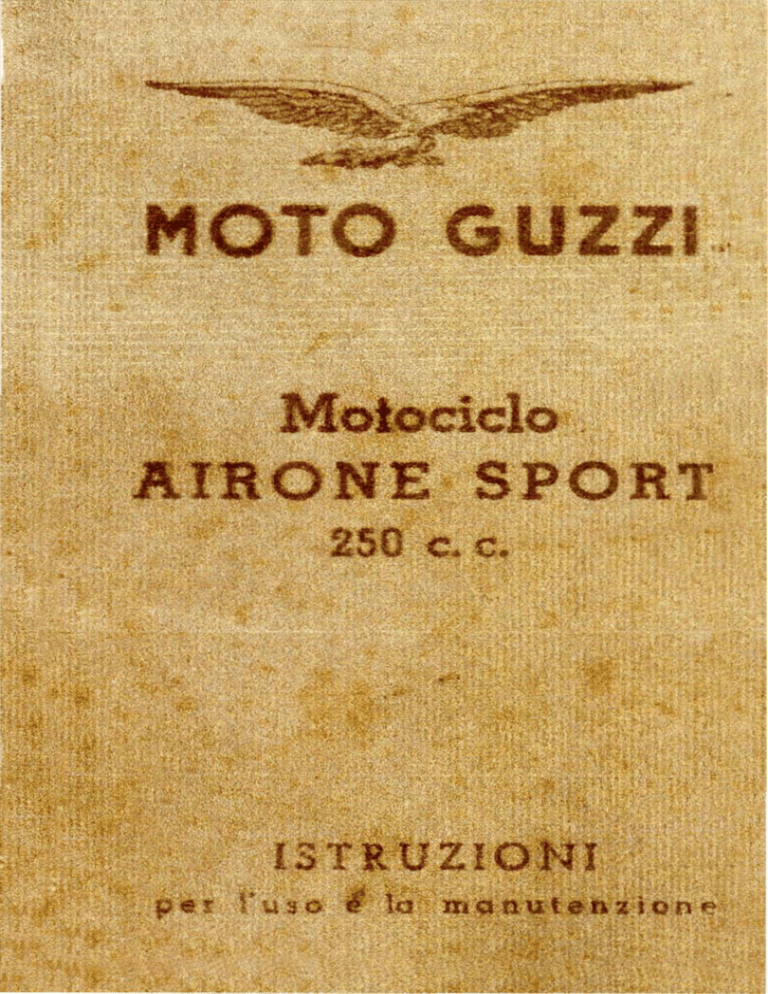 MOTO GUZZI
Motociclo
AIRONE SPORT
250 c. c.
ISTRUZIONI
per l'uso e la manutenzione